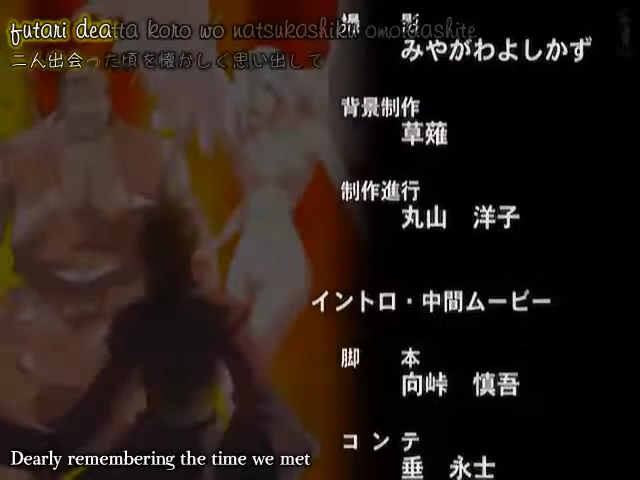 futari deatta koro wo natsukashiku omoidashite
二人出会った頃を懐かしく思い出して
撮 影
みやがわよしかず
背景制作
草薙
制作進行
丸山 洋子
イントロ・中間ムービー
脚 本
向峠 慎吾
コンテ
垂 永士
Dearly remembering the time we met